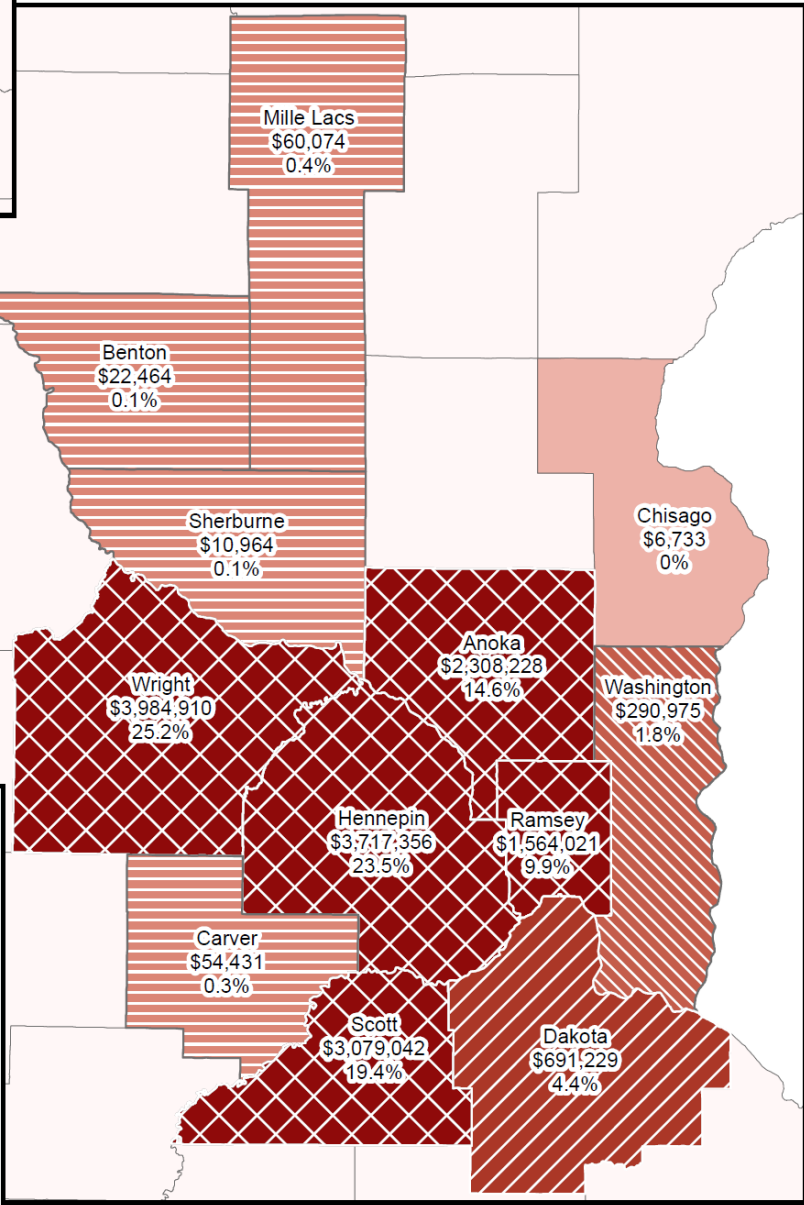 Mille Lacs
$60,074
0.4%
Benton
$22,464
0.1%
Sherburne
$10,964
0.1%
Chisago
$6,733
0%
Anoka
$2,308,228
14.6%
Wright
$3,984,910
25.2%
Washington
$290,975
1.8%
Hennepin
$3,717,356
23.5%
Ramsey
$1,564,021
9.9%
Carver
$54,431
0.3%
Scott
$3,079,042
19.4%
Dakota
$691,229
4.4%